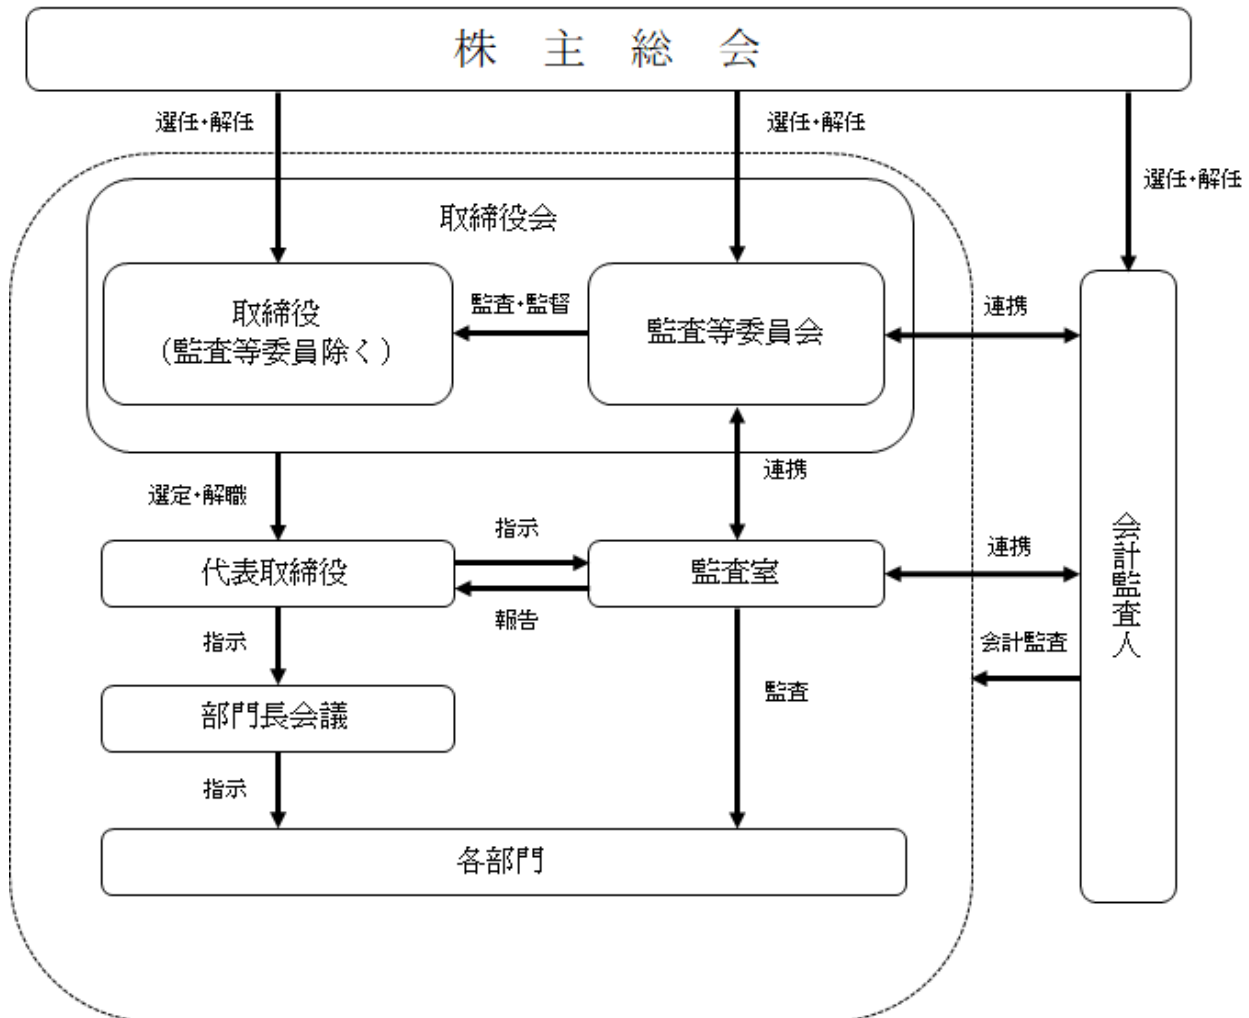 株 主 総 会
選任・解任
選任・解任
選任・解任
取締役会
取締役
（監査等委員除く）
監査・監督
監査等委員会
連携
連携
選定・解職
代表取締役
指示
報告
監査室
連携
会計監査人
会計監査
指示
監査
部門長会議
指示
各部門